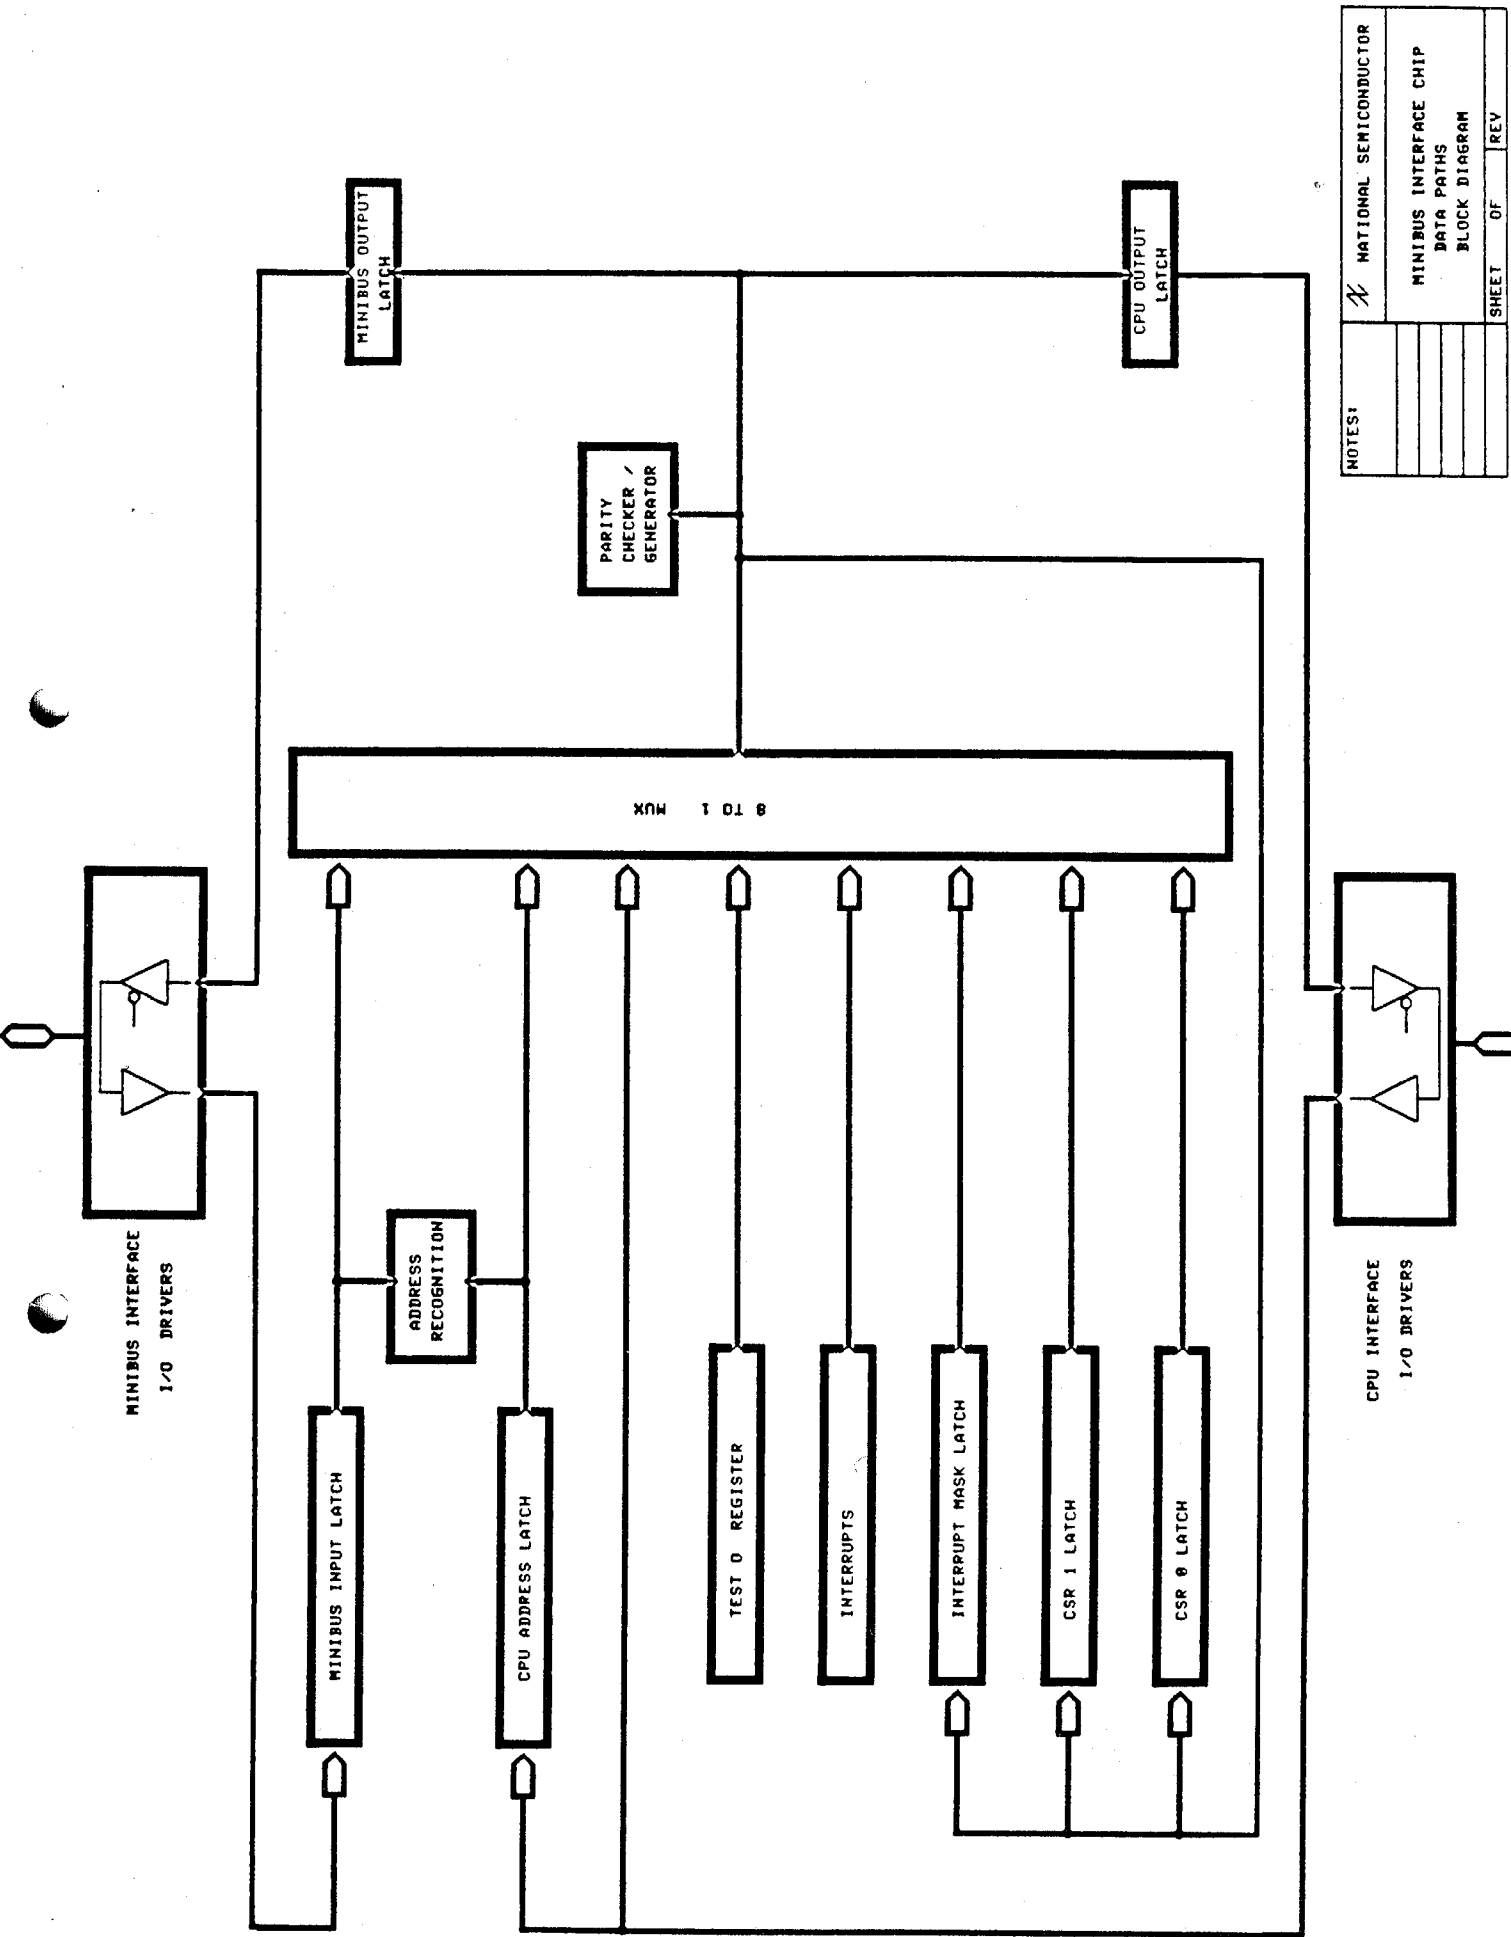 MINIBUS INTERFACE
I/O DRIVERS
MINIBUS INPUT LATCH
CPU ADDRESS LATCH
ADDRESS
RECOGNITION
TEST D REGISTER
INTERRUPTS
INTERRUPT MASK LATCH
CSR 1 LATCH
CSR 0 LATCH
8 TO 1 MUX
PARITY
CHECKER /
GENERATOR
MINIBUS OUTPUT
LATCH
CPU OUTPUT
LATCH
CPU INTERFACE
I/O DRIVERS
NOTES:
NATIONAL SEMICONDUCTOR
MINIBUS INTERFACE CHIP
DATA PATHS
BLOCK DIAGRAM
SHEET OF REV